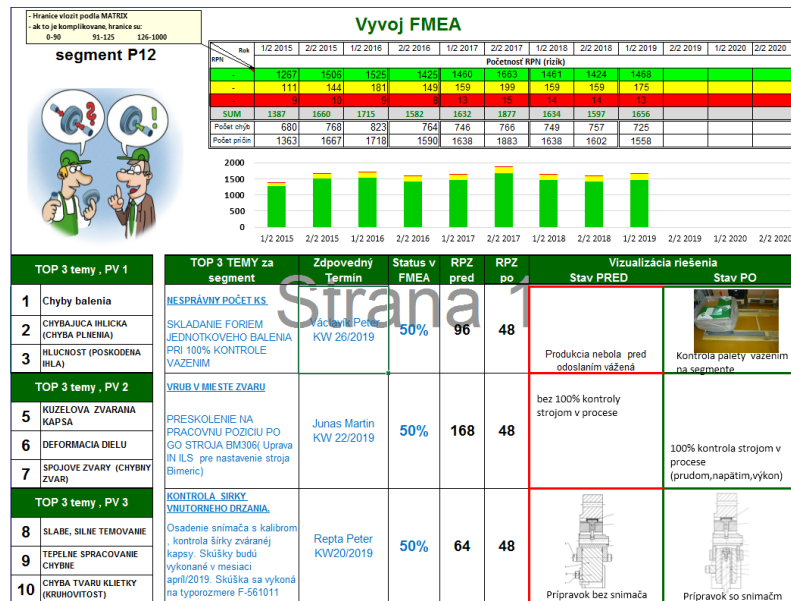 - Hranice vlozit podla MATRIX
- ak to je komplikovane, hranice su:
0-90 91-125 126-1000
segment P12
Vyvoj FMEA
Rok 1/2 2015 2/2 2015 1/2 2016 2/2 2016 1/2 2017 2/2 2017 1/2 2018 2/2 2018 1/2 2019 2/2 2019 1/2 2020 2/2 2020
RPN Početnosť RPN (rizík)
- 1267 1506 1525 1425 1460 1663 1461 1424 1468
- 111 144 181 149 159 199 159 159 175
- 9 10 9 8 13 15 14 14 13
SUM 1387 1660 1715 1582 1632 1877 1634 1597 1656
Počet chýb 680 768 823 764 746 766 749 757 725
Počet príčin 1363 1667 1718 1590 1638 1883 1638 1602 1558
2000
1500
1000
500
0
1/2 2015 2/2 2015 1/2 2016 2/2 2016 1/2 2017 2/2 2017 1/2 2018 2/2 2018 1/2 2019 2/2 2019 1/2 2020 2/2 2020
TOP 3 temy , PV 1
1 Chyby balenia
2 CHYBAJUCA IHLICKA
(CHYBA PLNENIA)
3 HLUCNOST (POSKODENA
IHLA)
TOP 3 temy , PV 2
5 KUZELOVA ZVARANA
KAPSA
6 DEFORMACIA DIELU
7 SPOJOVE ZVARY (CHYBNY
ZVAR)
TOP 3 temy , PV 3
8 SLABE, SILNE TEMOVANIE
9 TEPELNE SPRACOVANIE
CHYBNE
10 CHYBA TVARU KLIETKY
(KRUHOVITOST)
TOP 3 TEMY za
segment
Zdpovedný
Termín
Status v
FMEA
RPZ
pred
RPZ
po
Vizualizácia riešenia
Stav PRED Stav PO
Strana 1
NESPRÁVNY POČET KS
SKLADANIE FORIEM
JEDNOTKOVEHO BALENIA
PRI 100% KONTROLE
VAZENIM
Václavík Peter
KW 26/2019
50% 96 48
Produkcia nebola pred
odoslaním vážená
Kontrola palety vazenim
na segmente
VRUB V MIESTE ZVARU
PRESKOLENIE NA
PRACOVNU POZICIU PO
GO STROJA BM306( Uprava
IN ILS pre nastavenie stroja
Bimeric)
Junas Martin
KW 22/2019
50% 168 48
bez 100% kontroly
strojom v procese
100% kontrola strojom v
procese
(prudom,napätim,výkon)
KONTROLA SIRKY
VNUTORNEHO DRZANIA.
Osadenie snímača s kalibrom
, kontrola šírky zváranéj
kapsy. Skúšky budú
vykonané v mesiaci
apríl/2019. Skúška sa vykoná
na typorozmere F-561011
Repta Peter
KW20/2019
50% 64 48
Prípravok bez snimača
Prípravok so snimačm